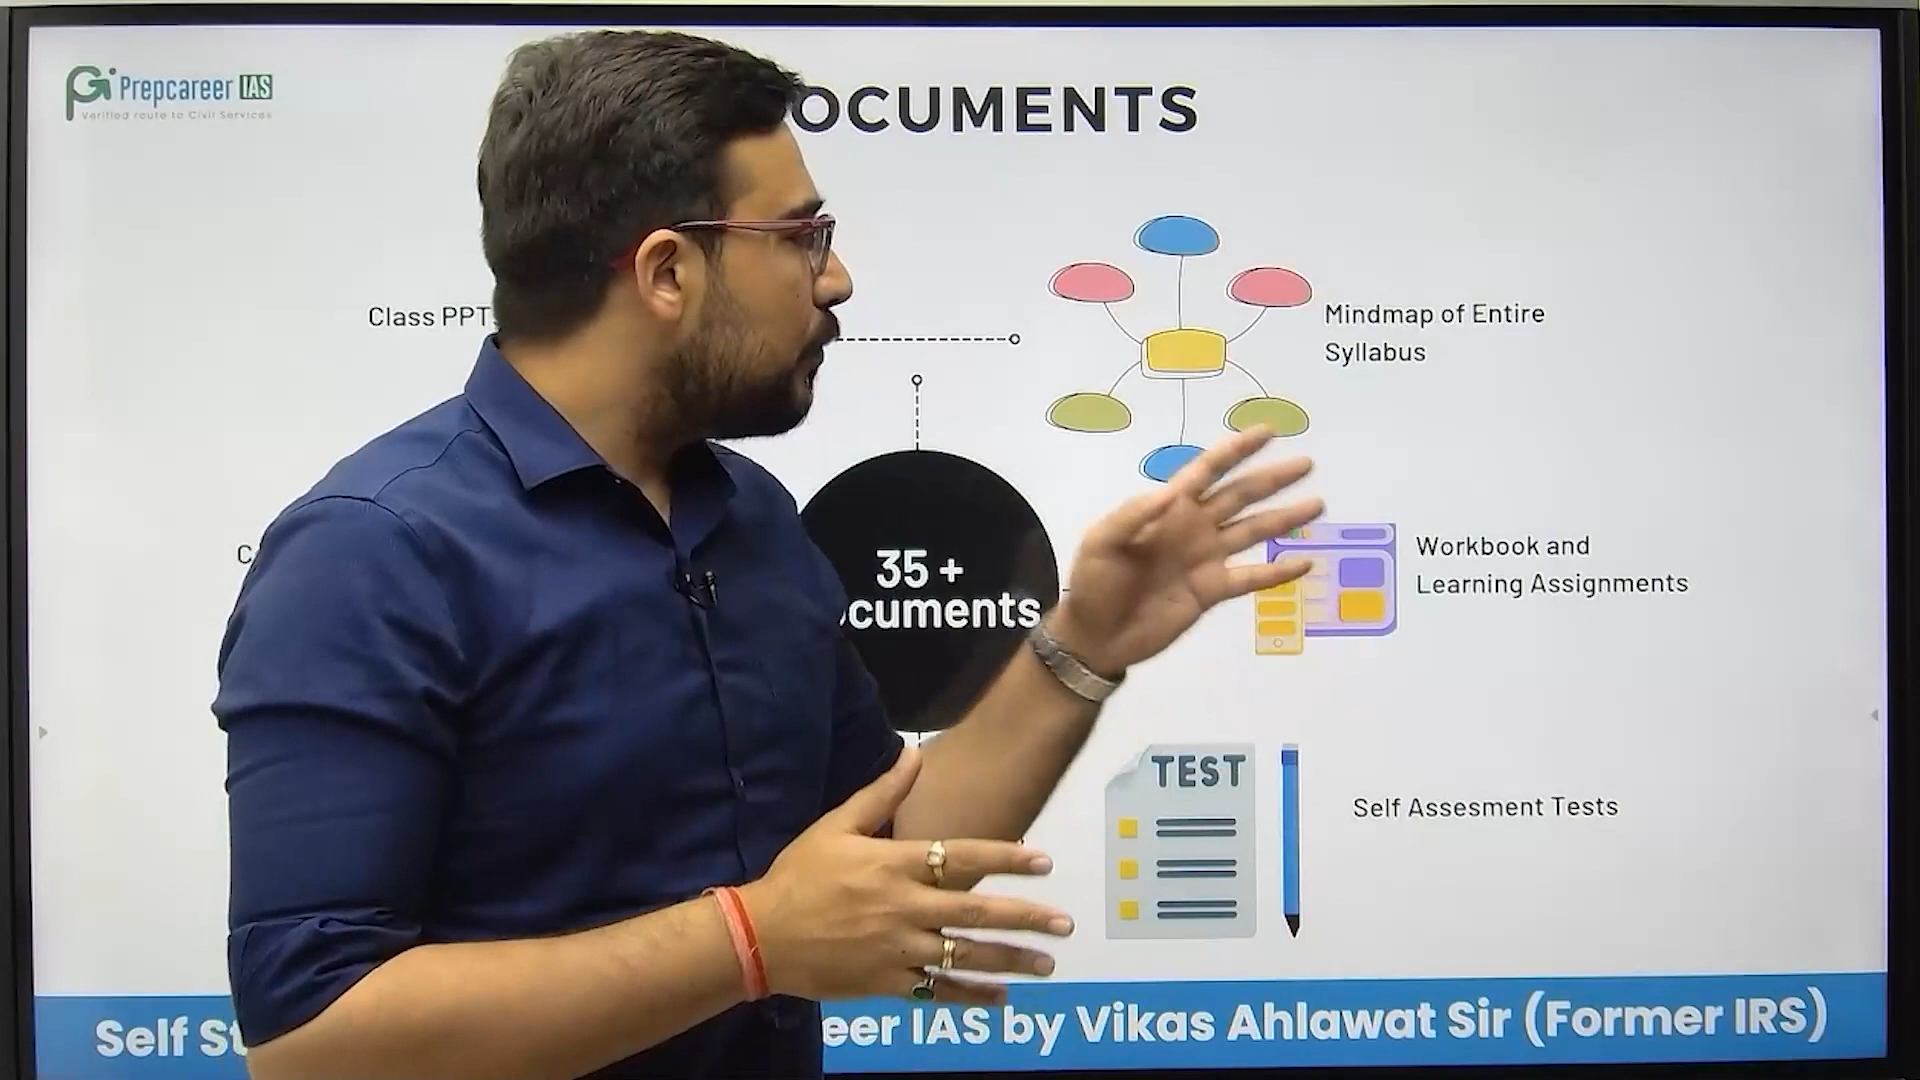 Prepcareer IAS
Verified route to Civil Services
OCUMENTS
Class PPT
Mindmap of Entire
Syllabus
35 +
cuments
Workbook and
Learning Assignments
TEST
Self Assesment Tests
Self St eer IAS by Vikas Ahlawat Sir (Former IRS)